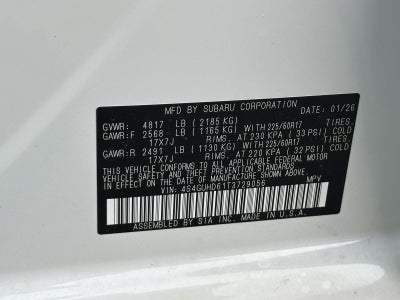 MFD BY SUBARU CORPORATION DATE: 01/26
GVWR: 4817 LB (2185 KG)
GAWR:F 2568 LB (1165 KG) WITH 225/60R17 TIRES.
17X7J RIMS. AT 230 KPA (33 PSI) COLD
GAWR:R 2491 LB (1130 KG) WITH 225/60R17 TIRES.
17X7J RIMS. AT 220 KPA (32 PSI) COLD
THIS VEHICLE CONFORMS TO ALL APPLICABLE FEDERAL MOTOR
VEHICLE SAFETY
THEFT PREVENTION STANDARDS IN EFFECT ON THE DATE OF
MANUFACTURE SHOWN ABOVE.
VIN: 4S4GUHD61T3729056 MPV
ASSEMBLED BY SIA INC. MADE IN U.S.A.